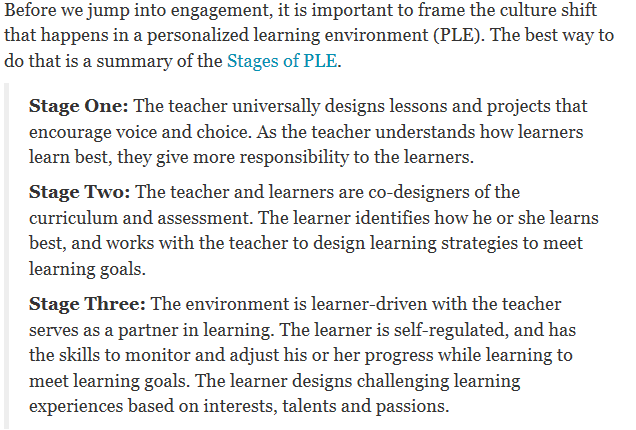 Before we jump into engagement, it is important to frame the culture shift
that happens in a personalized learning environment (PLE). The best way to
do that is a summary of the Stages of PLE.
Stage One: The teacher universally designs lessons and projects that
encourage voice and choice. As the teacher understands how learners
learn best, they give more responsibility to the learners.
Stage Two: The teacher and learners are co-designers of the
curriculum and assessment. The learner identifies how he or she learns
best, and works with the teacher to design learning strategies to meet
learning goals.
Stage Three: The environment is learner-driven with the teacher
serves as a partner in learning. The learner is self-regulated, and has
the skills to monitor and adjust his or her progress while learning to
meet learning goals. The learner designs challenging learning
experiences based on interests, talents and passions.